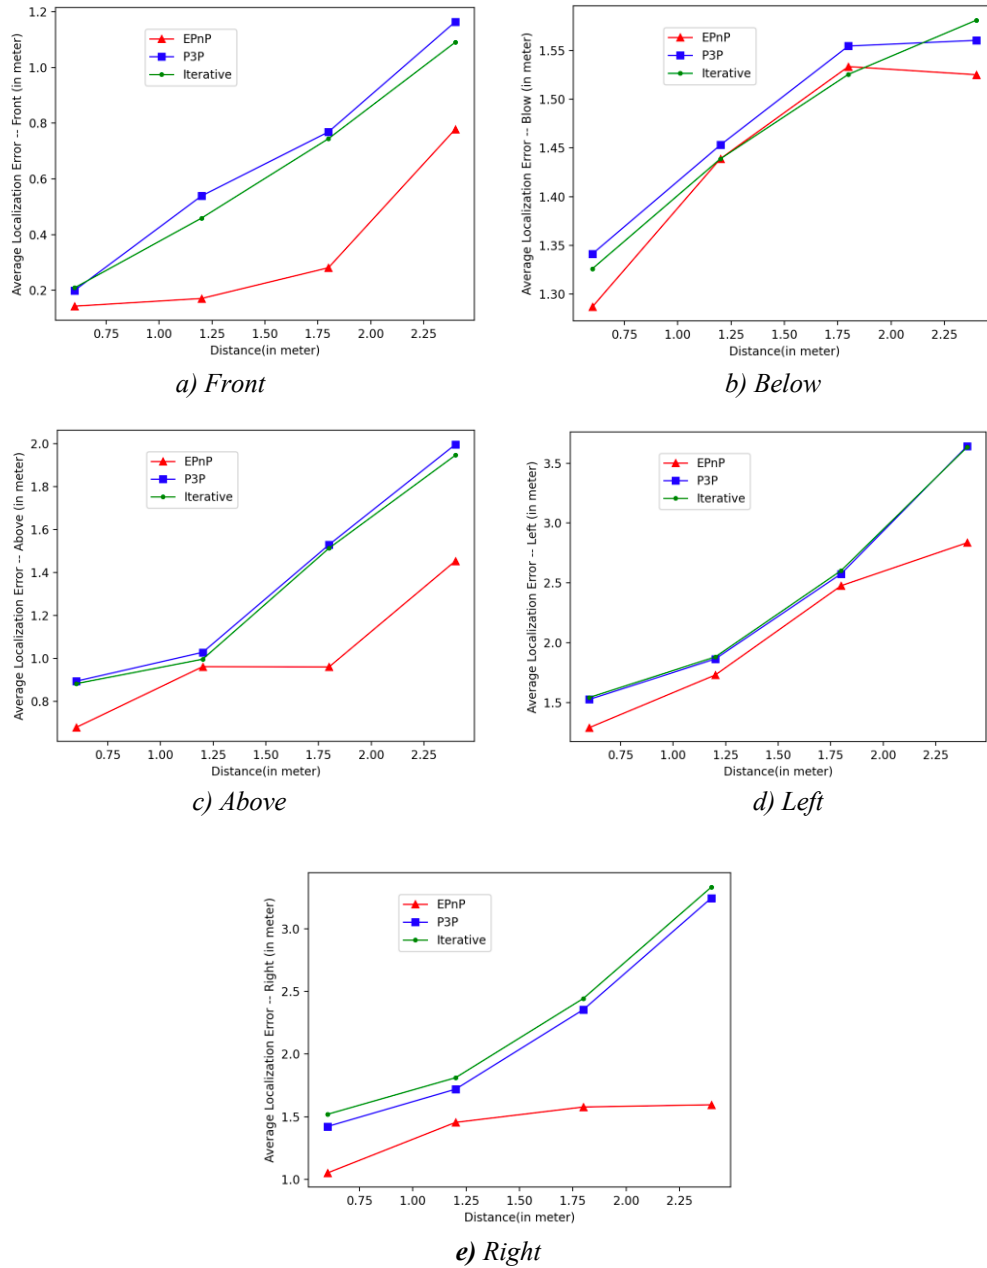 Average Localization Error -- Front (in meter)
1.2
1.0
0.8
0.6
0.4
0.2
EPnP
P3P
Iterative
0.75 1.00 1.25 1.50 1.75 2.00 2.25
Distance(in meter)
a) Front
Average Localization Error -- Blow (in meter)
1.55
1.50
1.45
1.40
1.35
1.30
EPnP
P3P
Iterative
0.75 1.00 1.25 1.50 1.75 2.00 2.25
Distance(in meter)
b) Below
Average Localization Error -- Above (in meter)
2.0
1.8
1.6
1.4
1.2
1.0
0.8
EPnP
P3P
Iterative
0.75 1.00 1.25 1.50 1.75 2.00 2.25
Distance(in meter)
c) Above
Average Localization Error -- Left (in meter)
3.5
3.0
2.5
2.0
1.5
EPnP
P3P
Iterative
0.75 1.00 1.25 1.50 1.75 2.00 2.25
Distance(in meter)
d) Left
Average Localization Error -- Right (in meter)
3.0
2.5
2.0
1.5
1.0
EPnP
P3P
Iterative
0.75 1.00 1.25 1.50 1.75 2.00 2.25
Distance(in meter)
e) Right